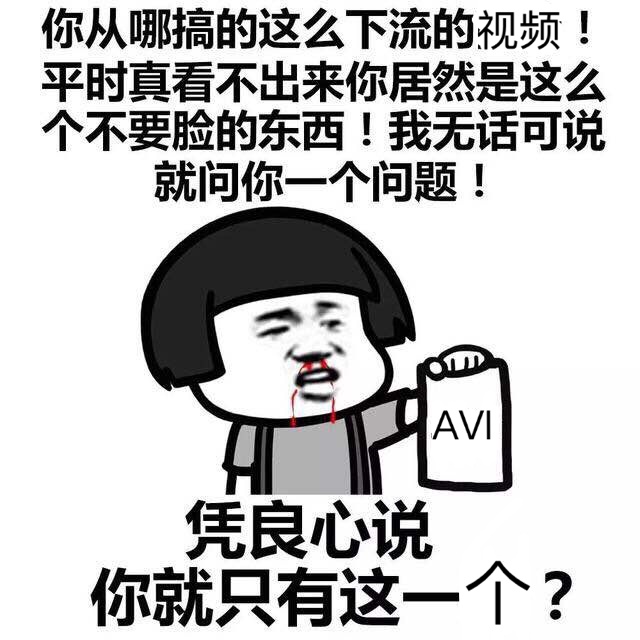 你从哪搞的这么下流的视频！
平时真看不出来你居然是这么
个不要脸的东西！我无话可说
就问你一个问题！
AVI
凭良心说
你就只有这一个？